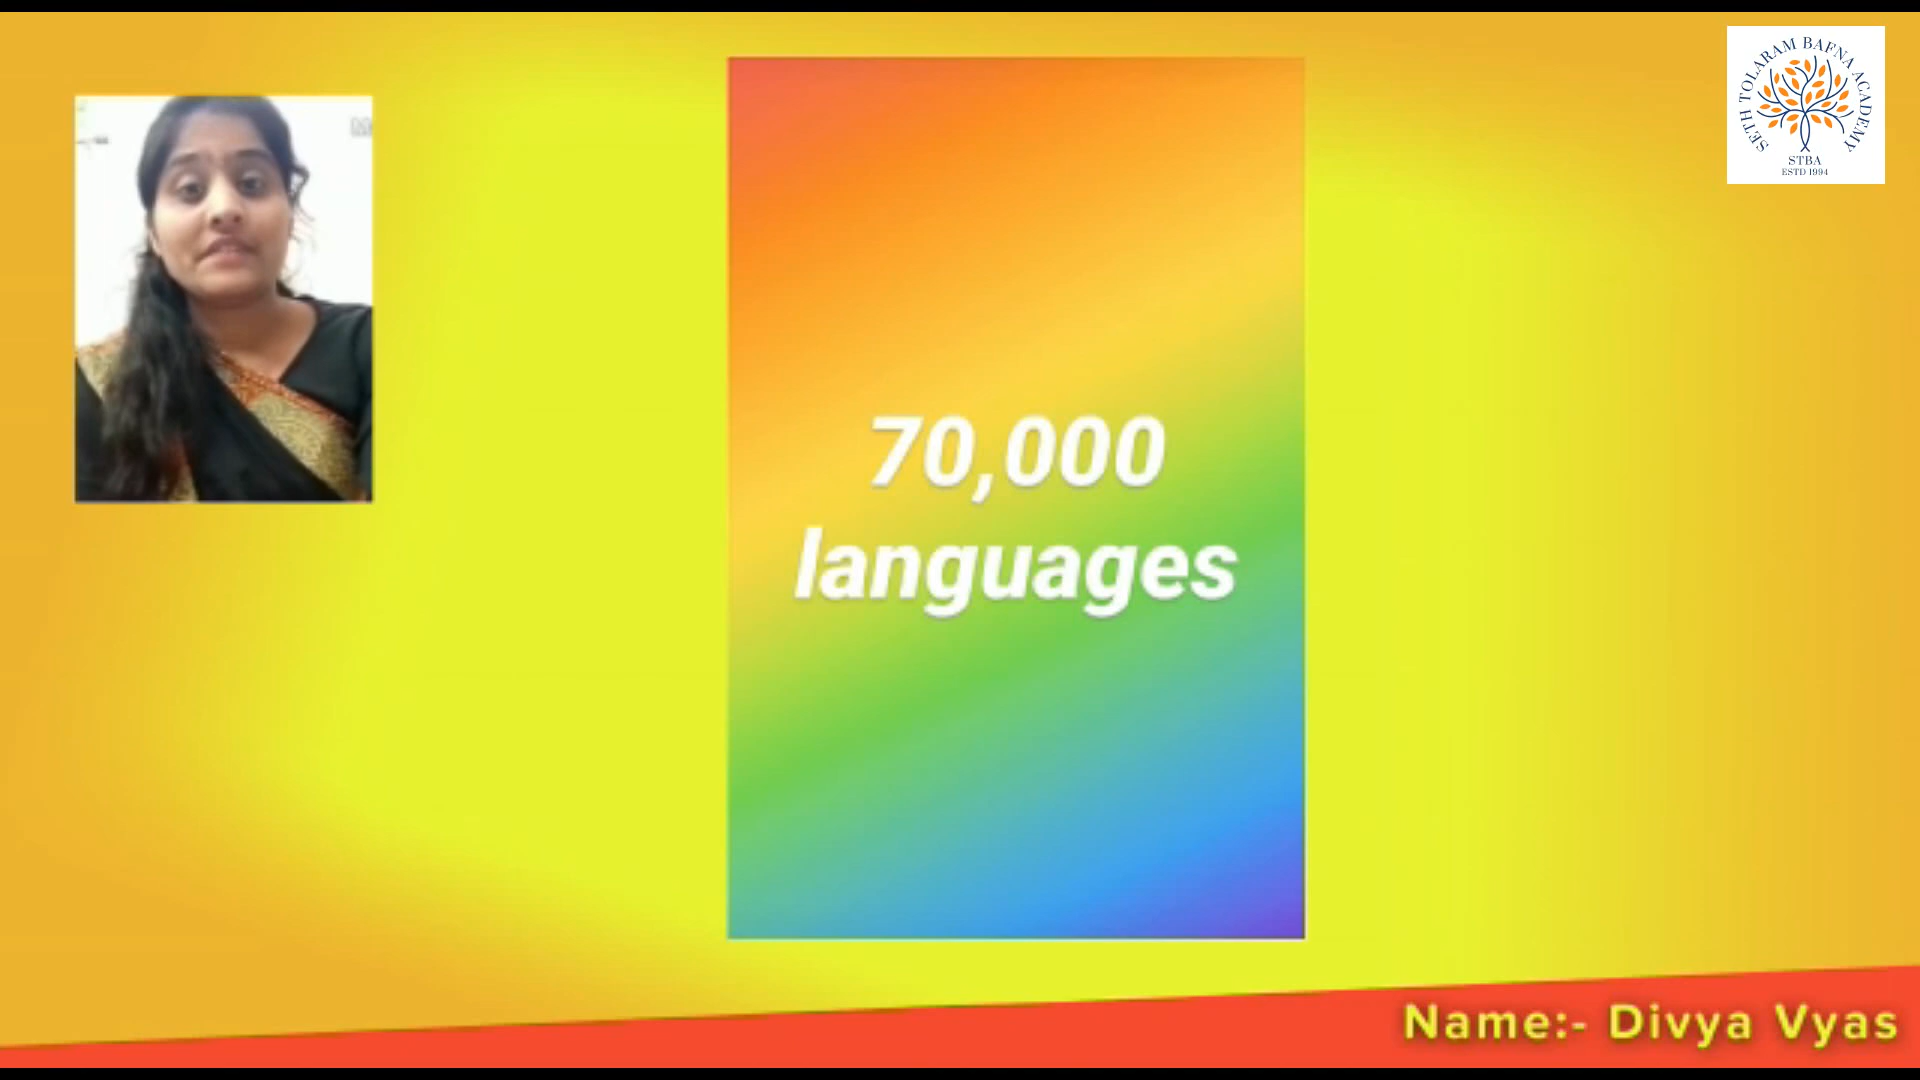 SETH TOLARAM BAFNA ACADEMY
STBA
ESTD 1994
70,000
languages
Name:- Divya Vyas